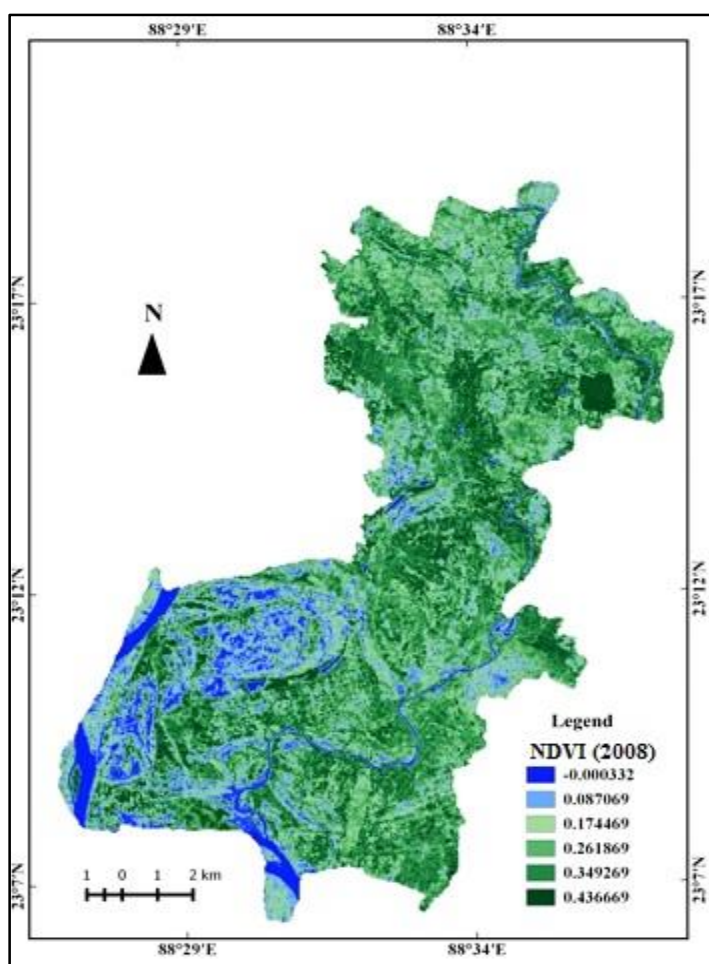 88°29'E 88°34'E
23°17'N 23°17'N
N
23°12'N 23°12'N
Legend
NDVI (2008)
-0.000332
0.087069
0.174469
0.261869
0.349269
0.436669
1 0 1 2 km
23°7'N 23°7'N
88°29'E 88°34'E